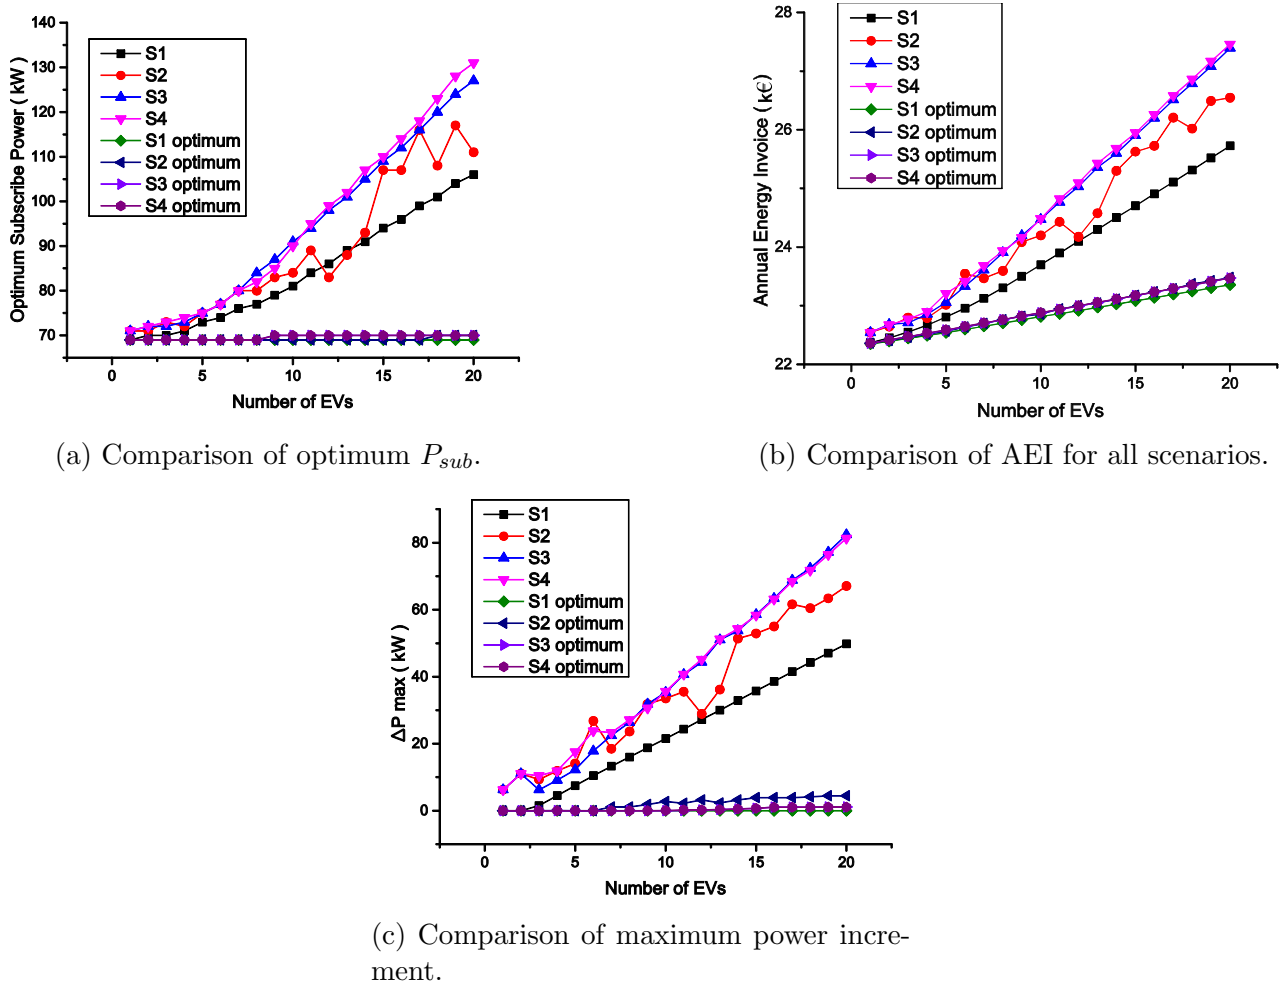 140
130
120
110
100
90
80
70
Optimum Subscribe Power ( kW )
S1
S2
S3
S4
S1 optimum
S2 optimum
S3 optimum
S4 optimum
0
5
10
15
20
Number of EVs
(a) Comparison of optimum P_sub.
28
26
24
22
Annual Energy Invoice ( k€)
S1
S2
S3
S4
S1 optimum
S2 optimum
S3 optimum
S4 optimum
0
5
10
15
20
Number of EVs
(b) Comparison of AEI for all scenarios.
80
60
40
20
0
ΔP max ( kW )
S1
S2
S3
S4
S1 optimum
S2 optimum
S3 optimum
S4 optimum
0
5
10
15
20
Number of EVs
(c) Comparison of maximum power incre-
ment.